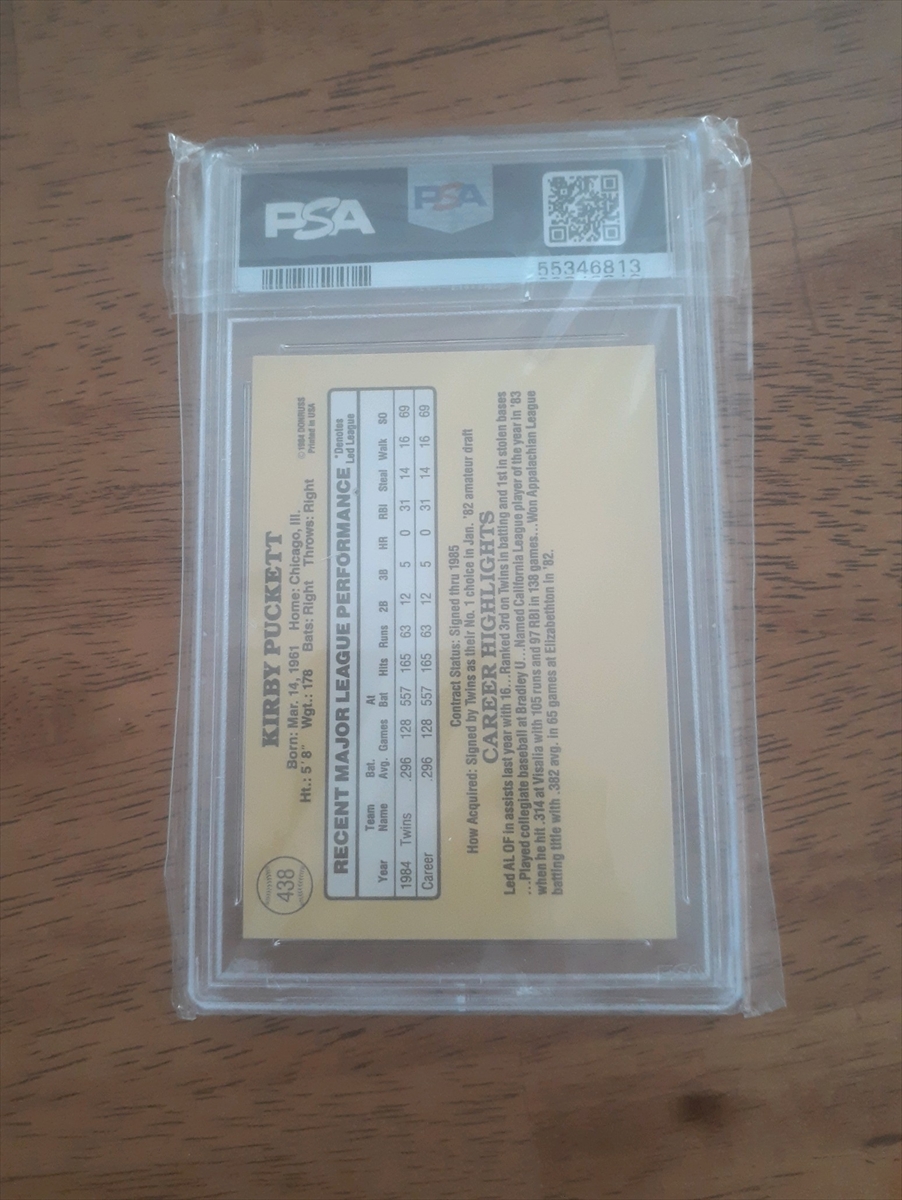 PSA
PSA
55346813
438
KIRBY PUCKETT
©1984 DONRUSS
Printed in USA
Born: Mar. 14, 1961 Home: Chicago, Ill.
Ht.: 5' 8" Wgt.: 178 Bats: Right Throws: Right
RECENT MAJOR LEAGUE PERFORMANCE
*Denotes
Led League
Year Team Name Bat. Avg. Games At Bat Hits Runs 2B 3B HR RBI Steal Walk SO
1984 Twins .296 128 557 165 63 12 5 0 31 14 16 69
Career .296 128 557 165 63 12 5 0 31 14 16 69
Contract Status: Signed thru 1985
How Acquired: Signed by Twins as their No. 1 choice in Jan. '82 amateur draft
CAREER HIGHLIGHTS
Led AL OF in assists last year with 16...Ranked 3rd on Twins in batting and 1st in stolen bases
...Played collegiate baseball at Bradley U...Named California League player of the year in '83
when he hit .314 at Visalia with 105 runs and 97 RBI in 138 games...Won Appalachian League
batting title with .382 avg. in 65 games at Elizabethton in '82.
PSA